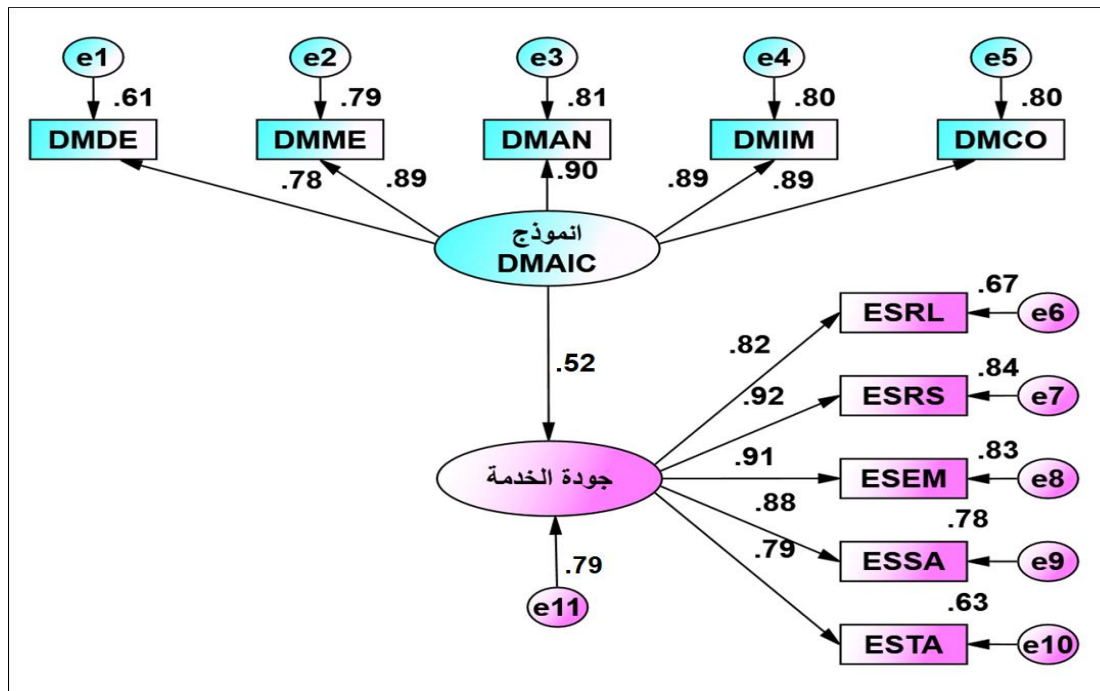 e1
e2
e3
e4
e5
.61
.79
.81
.80
.80
DMDE
DMME
DMAN
DMIM
DMCO
.78
.89
.90
.89
.89
انموذج
DMAIC
.67
ESRL
e6
.82
.52
.84
.92
ESRS
e7
جودة الخدمة
.91
.83
ESEM
e8
.88
.78
.79
ESSA
e9
.79
e11
.63
ESTA
e10